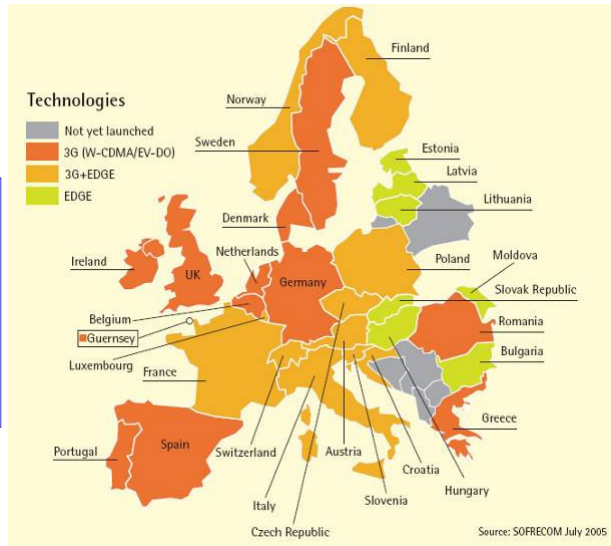 Finland
Technologies
Norway
Not yet launched
3G (W-CDMA/EV-DO)
3G+EDGE
EDGE
Sweden
Estonia
Latvia
Lithuania
Denmark
Netherlands
Ireland
UK
Germany
Poland
Moldova
Slovak Republic
Belgium
Guernsey
Luxembourg
Romania
France
Bulgaria
Portugal
Spain
Switzerland
Italy
Czech Republic
Austria
Slovenia
Croatia
Hungary
Greece
Source: SOFRECOM July 2005